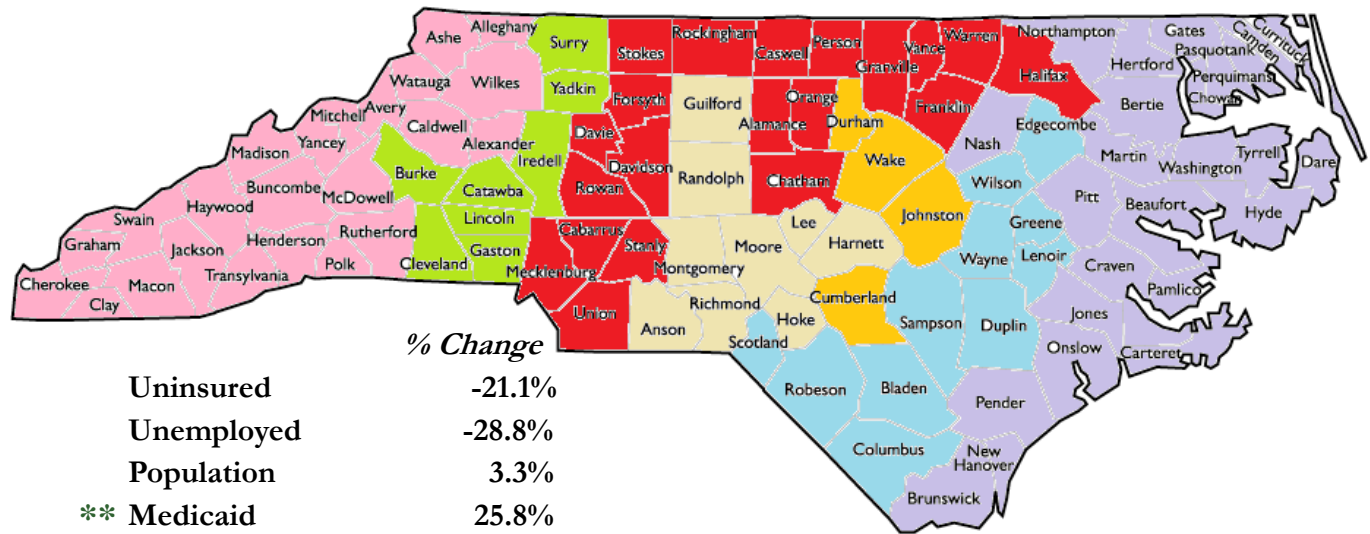 Ashe
Alleghany
Surry
Stokes
Rockingham
Caswell
Person
Granville
Vance
Warren
Northampton
Gates
Currituck
Camden
Pasquotank
Perquimans
Chowan
Hertford
Halifax
Bertie
Watauga
Wilkes
Yadkin
Forsyth
Guilford
Alamance
Orange
Durham
Franklin
Nash
Edgecombe
Martin
Washington
Tyrrell
Dare
Mitchell
Avery
Caldwell
Alexander
Iredell
Davie
Davidson
Randolph
Chatham
Wake
Wilson
Pitt
Beaufort
Hyde
Madison
Yancey
Burke
Catawba
Rowan
Johnston
Greene
Buncombe
McDowell
Haywood
Lincoln
Lee
Harnett
Wayne
Lenoir
Craven
Pamlico
Swain
Graham
Jackson
Henderson
Rutherford
Polk
Cleveland
Gaston
Cabarrus
Stanly
Mecklenburg
Montgomery
Moore
Cherokee
Clay
Macon
Transylvania
Union
Anson
Richmond
Hoke
Scotland
Cumberland
Sampson
Duplin
Jones
Onslow
Carteret
Robeson
Bladen
Pender
Columbus
New
Hanover
Brunswick
% Change
Uninsured -21.1%
Unemployed -28.8%
Population 3.3%
** Medicaid 25.8%